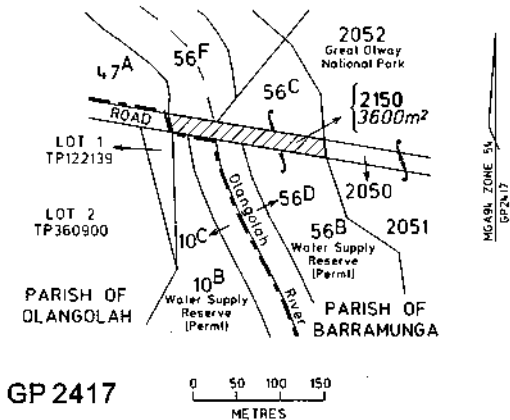 2052
Great Otway
National Park
47A
56F
56C
{2150
3600m²
ROAD
LOT 1
TP122139
2050
LOT 2
TP360900
Olangolah
River
56D
10C
56B
Water Supply
Reserve
(Permt)
2051
10B
Water Supply
Reserve
(Permt)
PARISH OF
OLANGOLAH
PARISH OF
BARRAMUNGA
MGA94 ZONE 54
GP2417
GP 2417
0 50 100 150
METRES